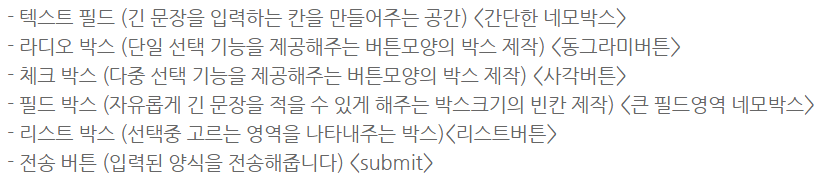 - 텍스트 필드 (긴 문장을 입력하는 칸을 만들어주는 공간) <간단한 네모박스>
- 라디오 박스 (단일 선택 기능을 제공해주는 버튼모양의 박스 제작) <동그라미버튼>
- 체크 박스 (다중 선택 기능을 제공해주는 버튼모양의 박스 제작) <사각버튼>
- 필드 박스 (자유롭게 긴 문장을 적을 수 있게 해주는 박스크기의 빈칸 제작) <큰 필드영역 네모박스>
- 리스트 박스 (선택중 고르는 영역을 나타내주는 박스)<리스트버튼>
- 전송 버튼 (입력된 양식을 전송해줍니다) <submit>